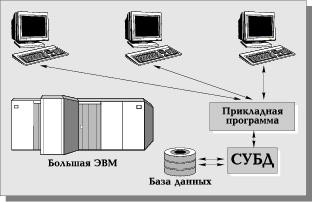 Прикладная
программа
Большая ЭВМ
СУБД
База данных